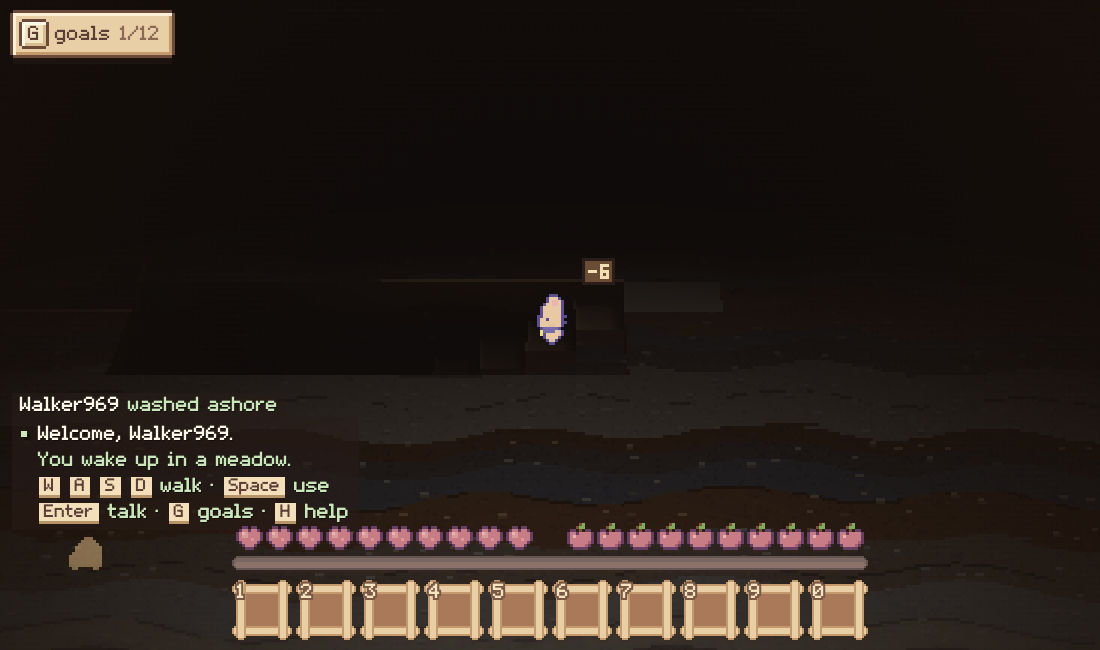 G goals 1/12
-6
Walker969 washed ashore
Welcome, Walker969.
You wake up in a meadow.
W A S D walk · Space use
Enter talk · G goals · H help
1 2 3 4 5 6 7 8 9 0